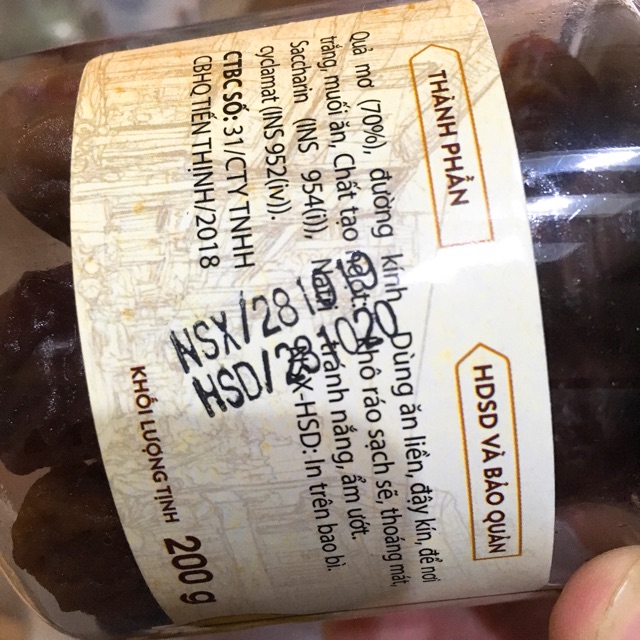 THÀNH PHẦN
Quả mơ (70%), đường kính
trắng, muối ăn, Chất tạo ngọt:
Saccharin (INS 954(i)), Natri
cyclamat (INS 952(iv)).
CTBC SỐ: 31/CTY TNHH
CBHQ TIẾN THỊNH/2018
HDSD VÀ BẢO QUẢN
Dùng ăn liền, đậy kín, để nơi
khô ráo sạch sẽ, thoáng mát,
tránh nắng, ẩm ướt.
NSX-HSD: In trên bao bì.
NSX/281019
HSD/281020
KHỐI LƯỢNG TỊNH 200 g